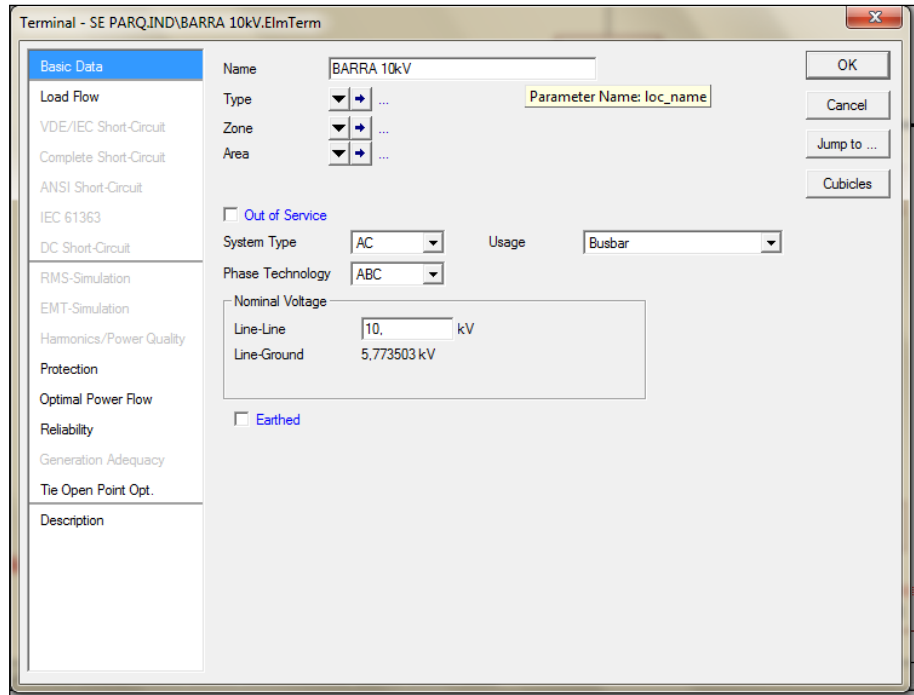 Terminal - SE PARQ.IND\BARRA 10kV.ElmTerm
Basic Data
Load Flow
VDE/IEC Short-Circuit
Complete Short-Circuit
ANSI Short-Circuit
IEC 61363
DC Short-Circuit
RMS-Simulation
EMT-Simulation
Harmonics/Power Quality
Protection
Optimal Power Flow
Reliability
Generation Adequacy
Tie Open Point Opt.
Description
Name BARRA 10kV
Parameter Name: loc_name
Type ...
Zone ...
Area ...
Out of Service
System Type AC Usage Busbar
Phase Technology ABC
Nominal Voltage
Line-Line 10, kV
Line-Ground 5,773503 kV
Earthed
OK
Cancel
Jump to ...
Cubicles